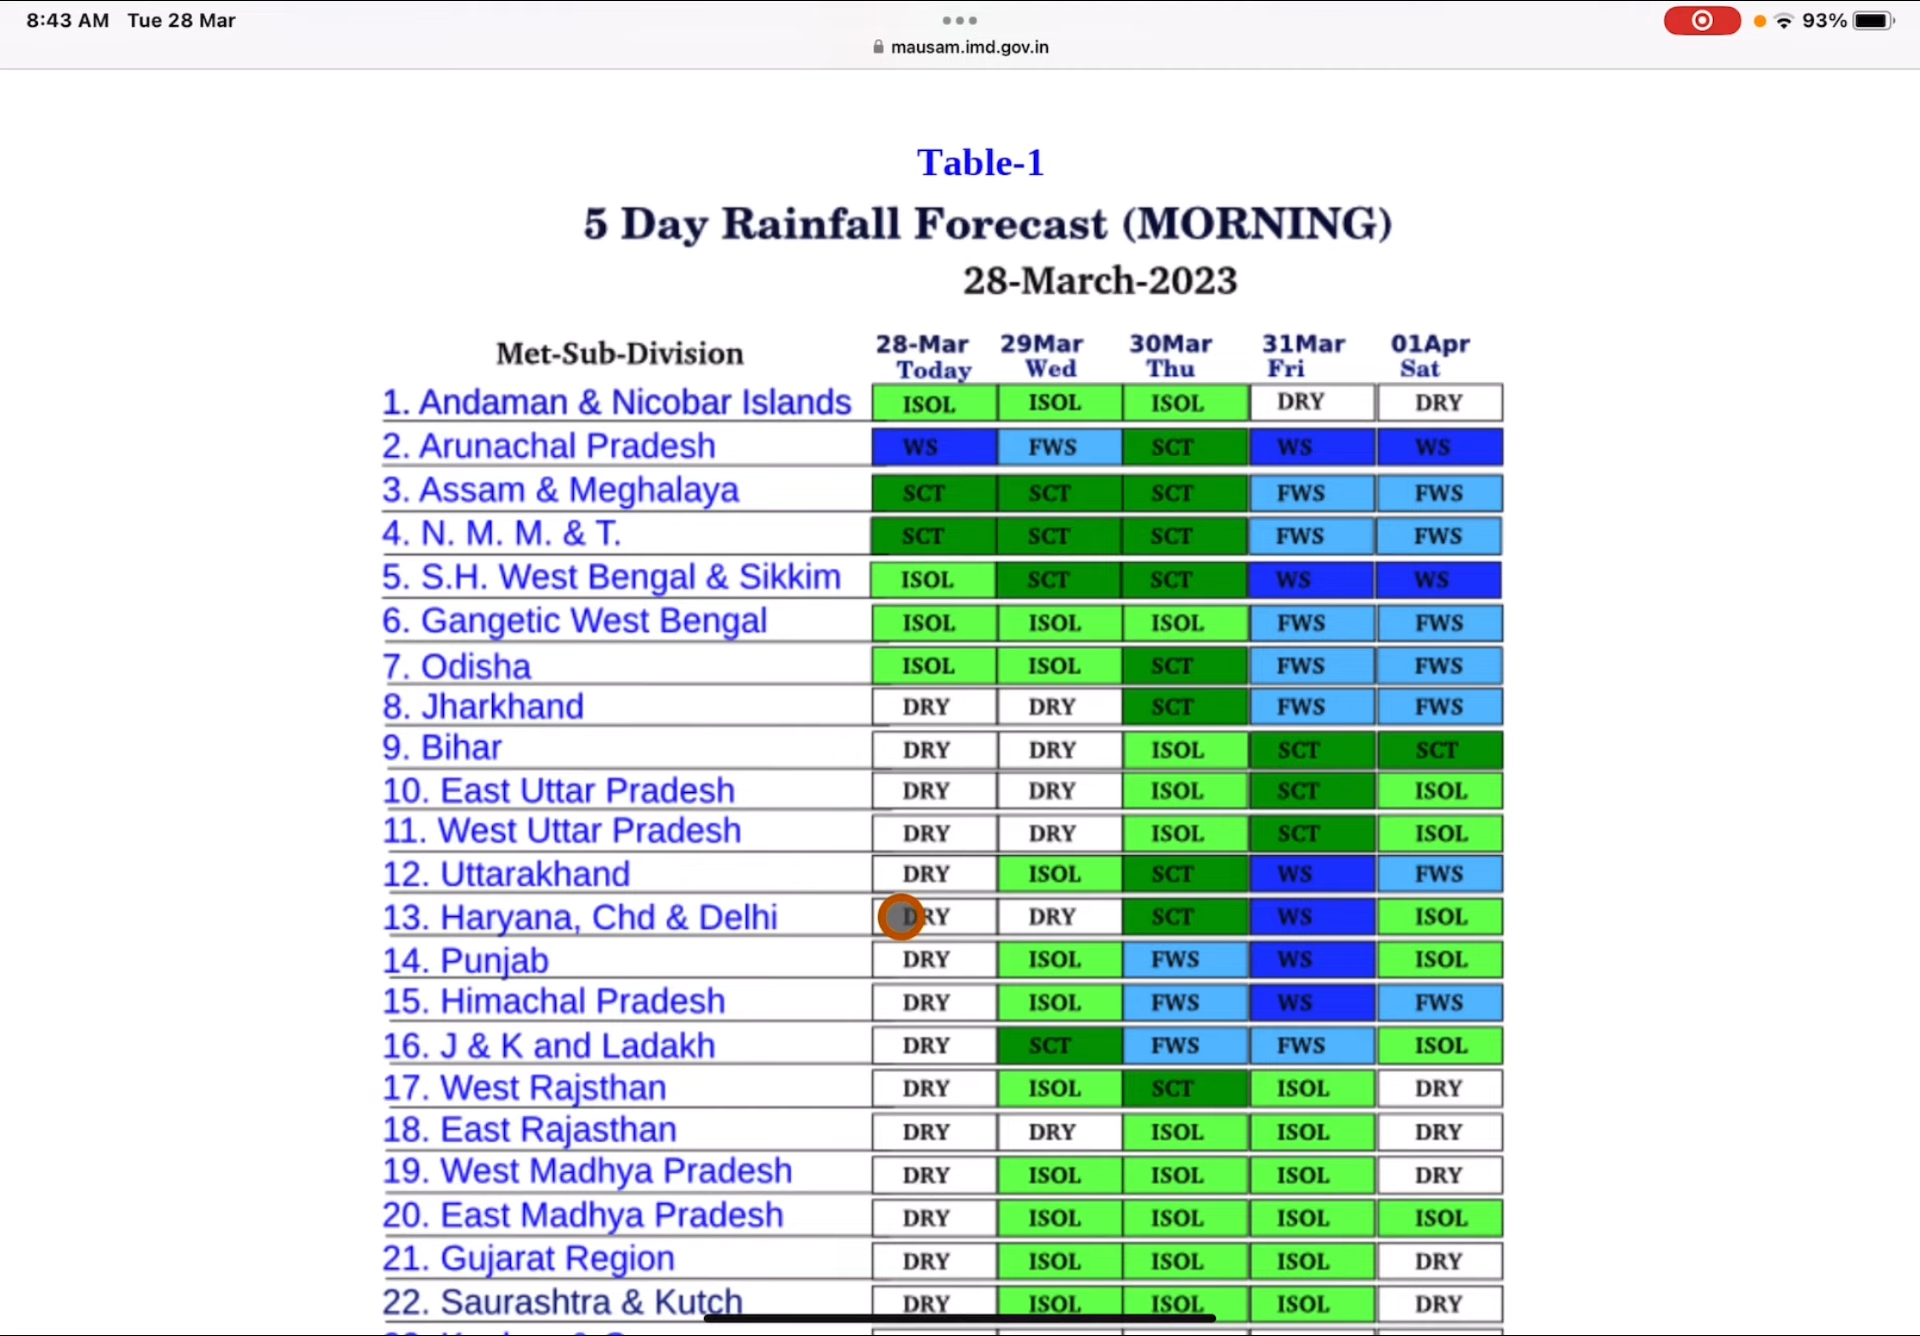 8:43 AM Tue 28 Mar
93%
mausam.imd.gov.in
Table-1
5 Day Rainfall Forecast (MORNING)
28-March-2023
Met-Sub-Division 28-Mar Today 29Mar Wed 30Mar Thu 31Mar Fri 01Apr Sat
1. Andaman & Nicobar Islands ISOL ISOL ISOL DRY DRY
2. Arunachal Pradesh WS FWS SCT WS WS
3. Assam & Meghalaya SCT SCT SCT FWS FWS
4. N. M. M. & T. SCT SCT SCT FWS FWS
5. S.H. West Bengal & Sikkim ISOL SCT SCT WS WS
6. Gangetic West Bengal ISOL ISOL ISOL FWS FWS
7. Odisha ISOL ISOL SCT FWS FWS
8. Jharkhand DRY DRY SCT FWS FWS
9. Bihar DRY DRY ISOL SCT SCT
10. East Uttar Pradesh DRY DRY ISOL SCT ISOL
11. West Uttar Pradesh DRY DRY ISOL SCT ISOL
12. Uttarakhand DRY ISOL SCT WS FWS
13. Haryana, Chd & Delhi DRY DRY SCT WS ISOL
14. Punjab DRY ISOL FWS WS ISOL
15. Himachal Pradesh DRY ISOL FWS WS FWS
16. J & K and Ladakh DRY SCT FWS FWS ISOL
17. West Rajsthan DRY ISOL SCT ISOL DRY
18. East Rajasthan DRY DRY ISOL ISOL DRY
19. West Madhya Pradesh DRY ISOL ISOL ISOL DRY
20. East Madhya Pradesh DRY ISOL ISOL ISOL ISOL
21. Gujarat Region DRY ISOL ISOL ISOL DRY
22. Saurashtra & Kutch DRY ISOL ISOL ISOL DRY